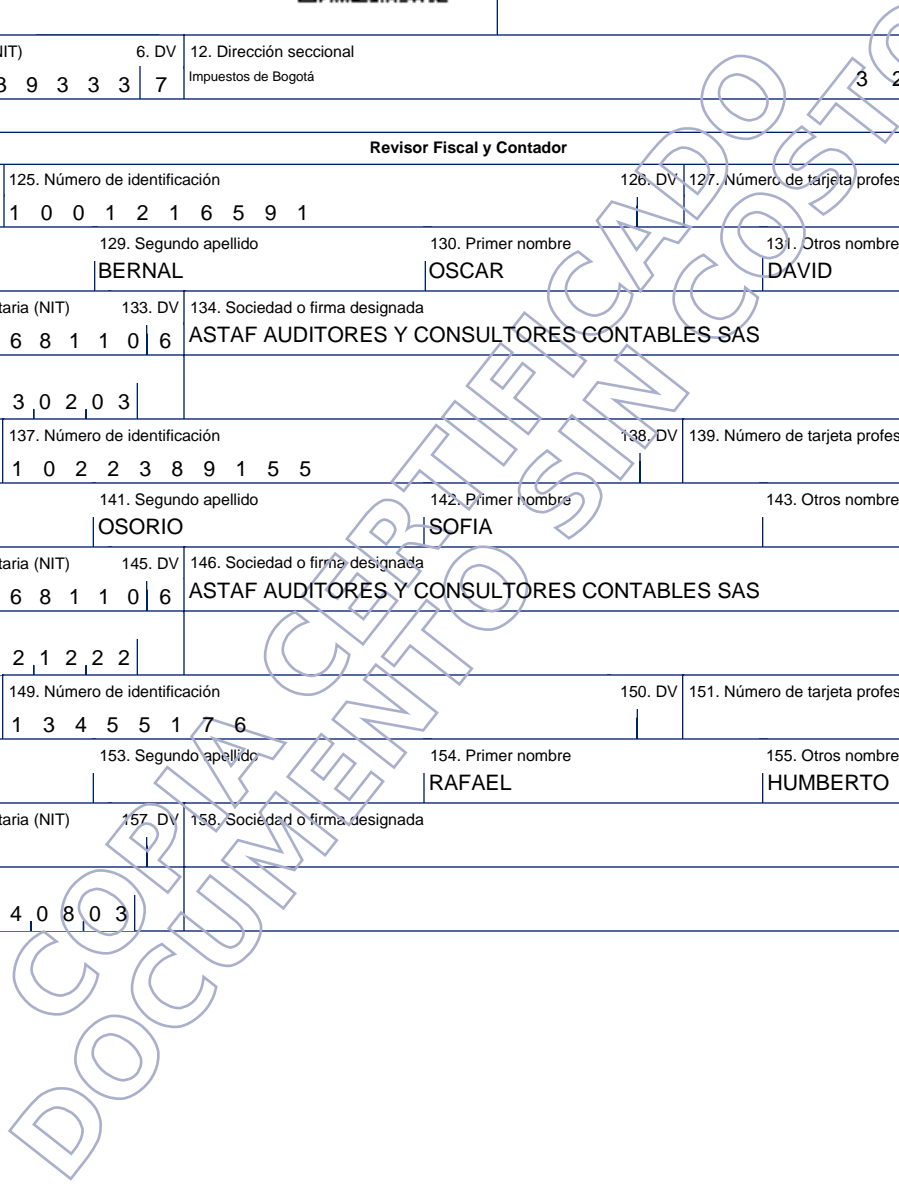 NIT) 6. DV 12. Dirección seccional
3 9 3 3 3 7 Impuestos de Bogotá 3 2
Revisor Fiscal y Contador
125. Número de identificación 126. DV 127. Número de tarjeta profes
1 0 0 1 2 1 6 5 9 1
129. Segundo apellido 130. Primer nombre 131. Otros nombre
BERNAL OSCAR DAVID
taria (NIT) 133. DV 134. Sociedad o firma designada
6 8 1 1 0 6 ASTAF AUDITORES Y CONSULTORES CONTABLES SAS
3 0 2 0 3
137. Número de identificación 138. DV 139. Número de tarjeta profes
1 0 2 2 3 8 9 1 5 5
141. Segundo apellido 142. Primer nombre 143. Otros nombre
OSORIO SOFIA
taria (NIT) 145. DV 146. Sociedad o firma designada
6 8 1 1 0 6 ASTAF AUDITORES Y CONSULTORES CONTABLES SAS
2 1 2 2 2
149. Número de identificación 150. DV 151. Número de tarjeta profes
1 3 4 5 5 1 7 6
153. Segundo apellido 154. Primer nombre 155. Otros nombre
RAFAEL HUMBERTO
taria (NIT) 157. DV 158. Sociedad o firma designada
4 0 8 0 3
COPIA CERTIFICADO
DOCUMENTO SIN COSTO